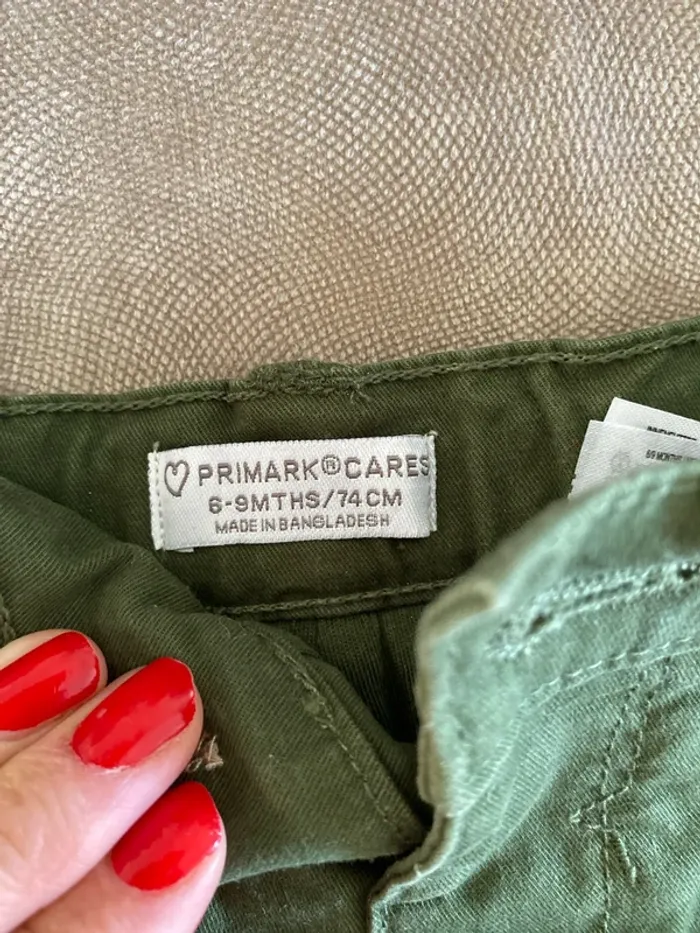 ♡ PRIMARK®CARES
6-9MTHS/74CM
MADE IN BANGLADESH